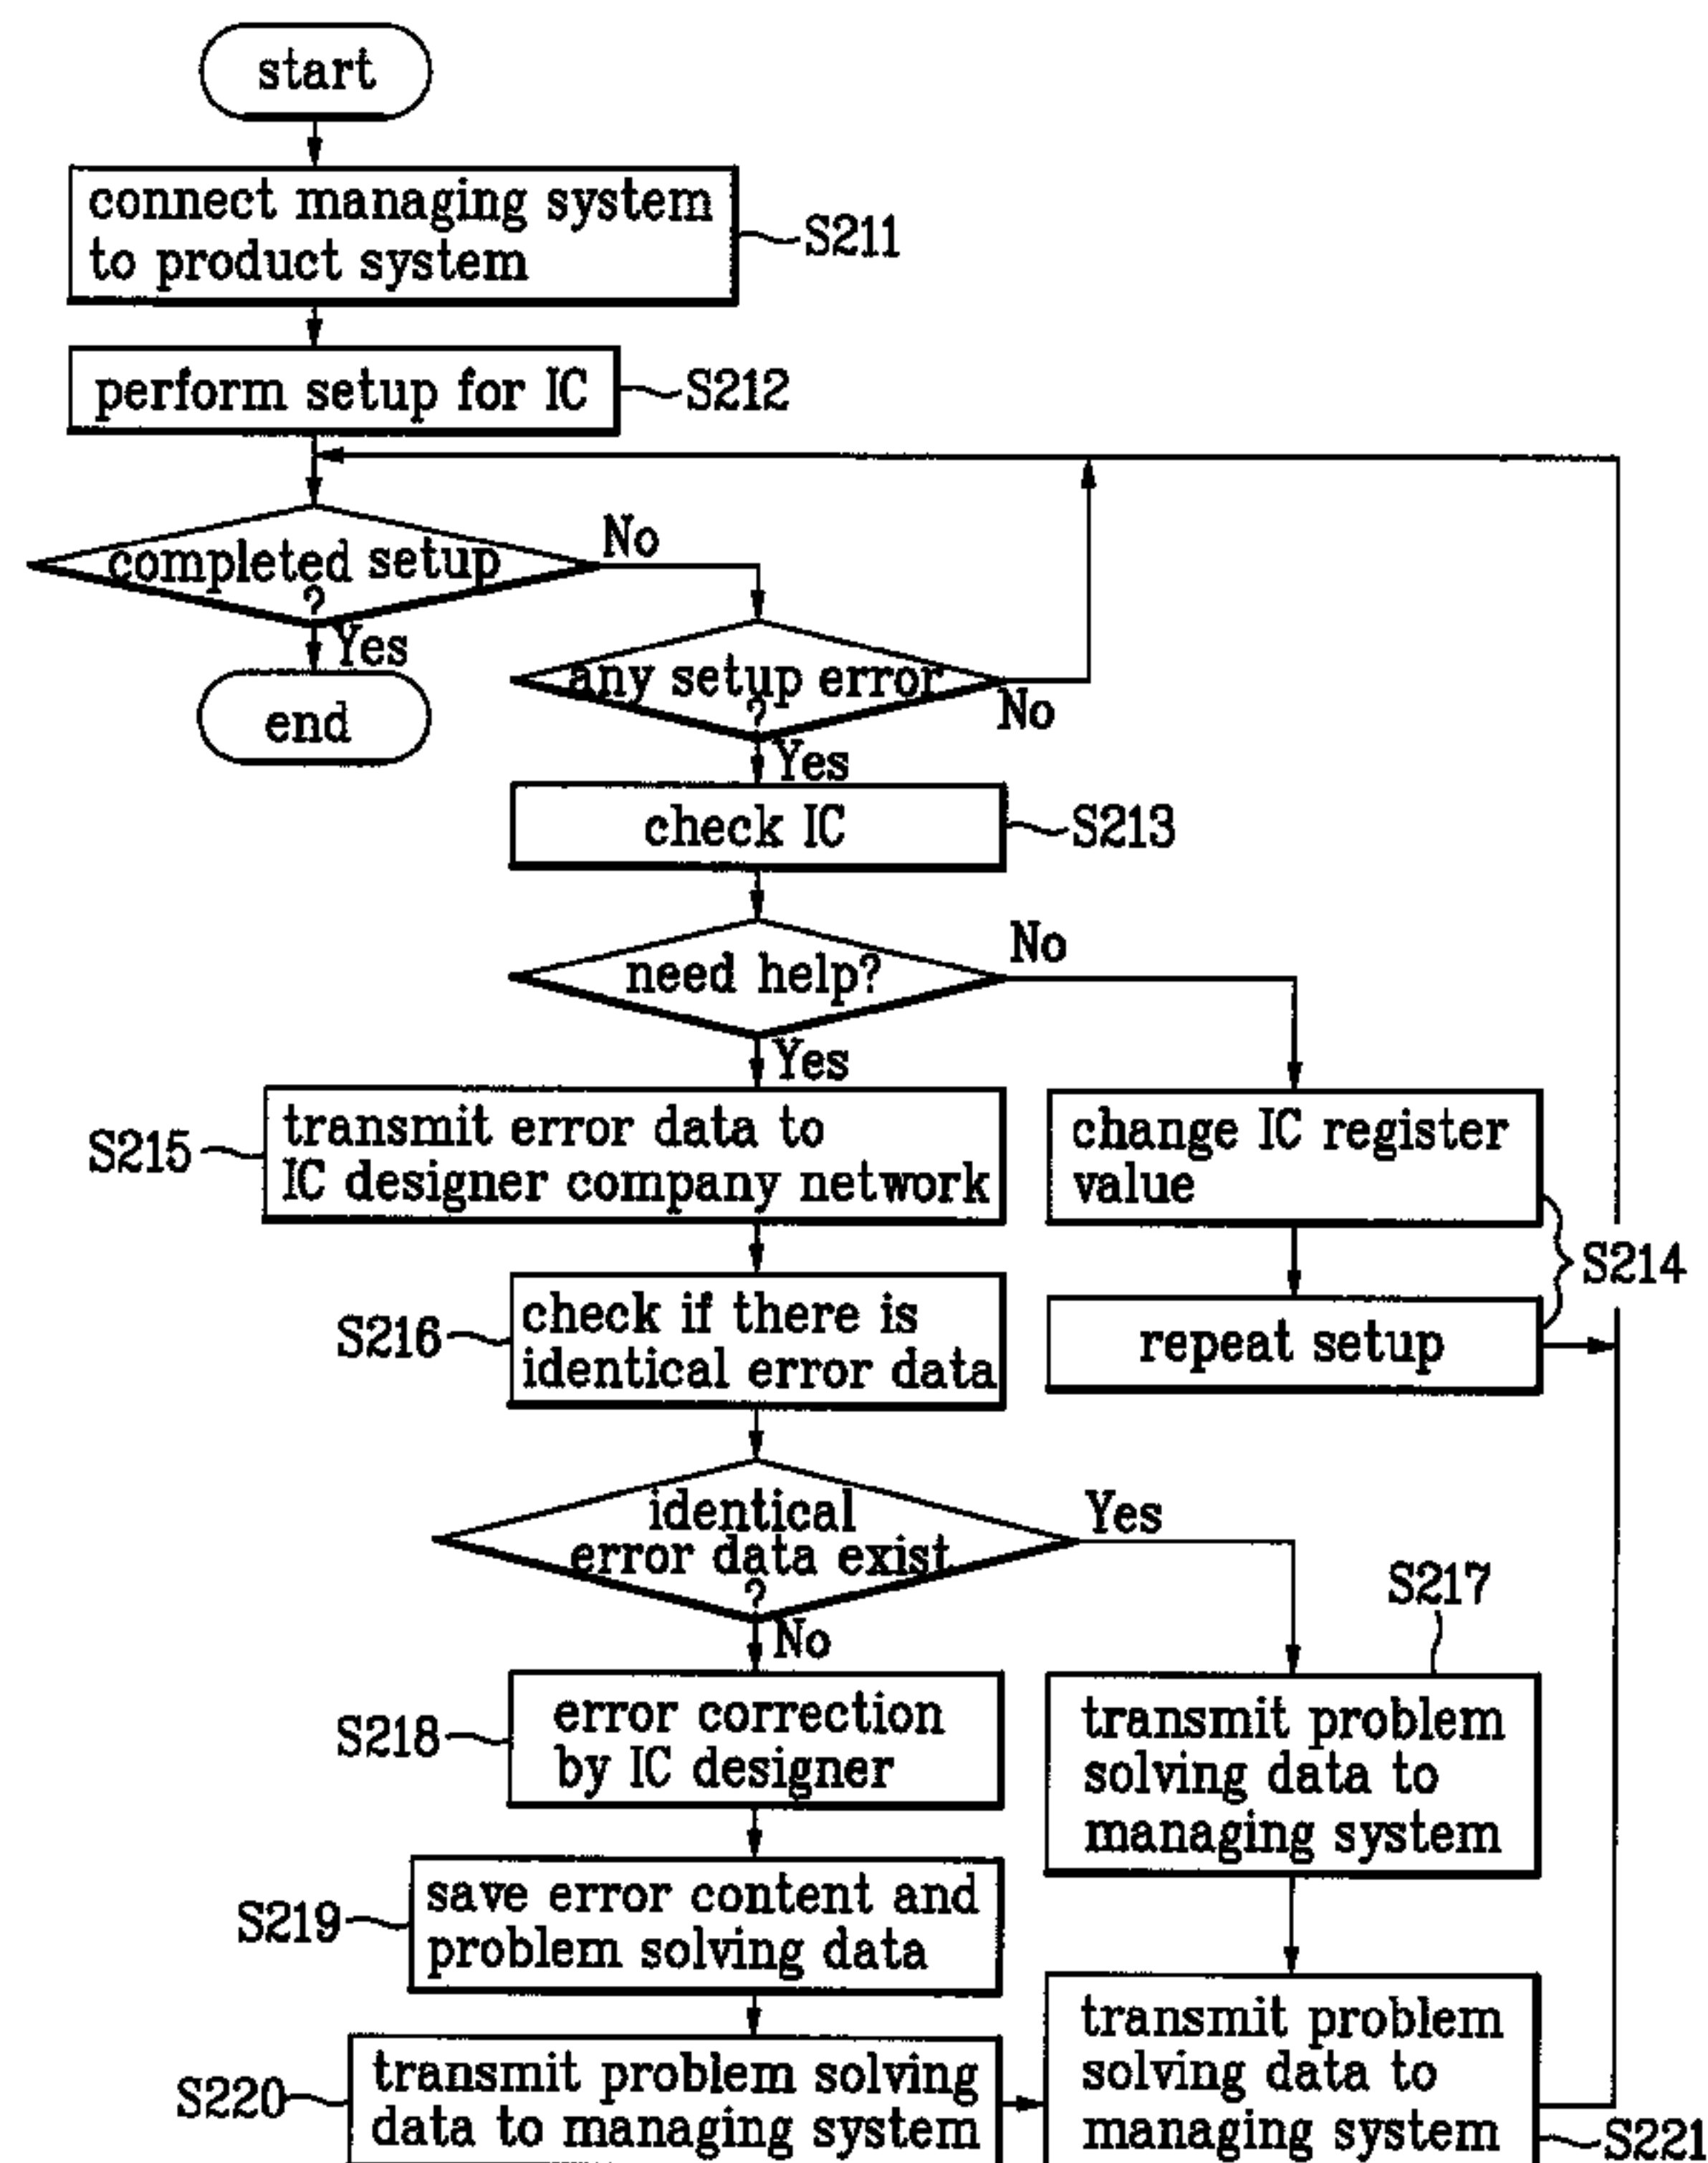 start
connect managing system
to product system
S211
perform setup for IC
S212
completed setup
?
No
Yes
end
any setup error
?
No
Yes
check IC
S213
need help?
No
Yes
S215
transmit error data to
IC designer company network
change IC register
value
S214
S216
check if there is
identical error data
repeat setup
identical
error data exist
?
Yes
No
S217
S218
error correction
by IC designer
transmit problem
solving data to
managing system
S219
save error content and
problem solving data
S220
transmit problem solving
data to managing system
transmit problem
solving data to
managing system
S221